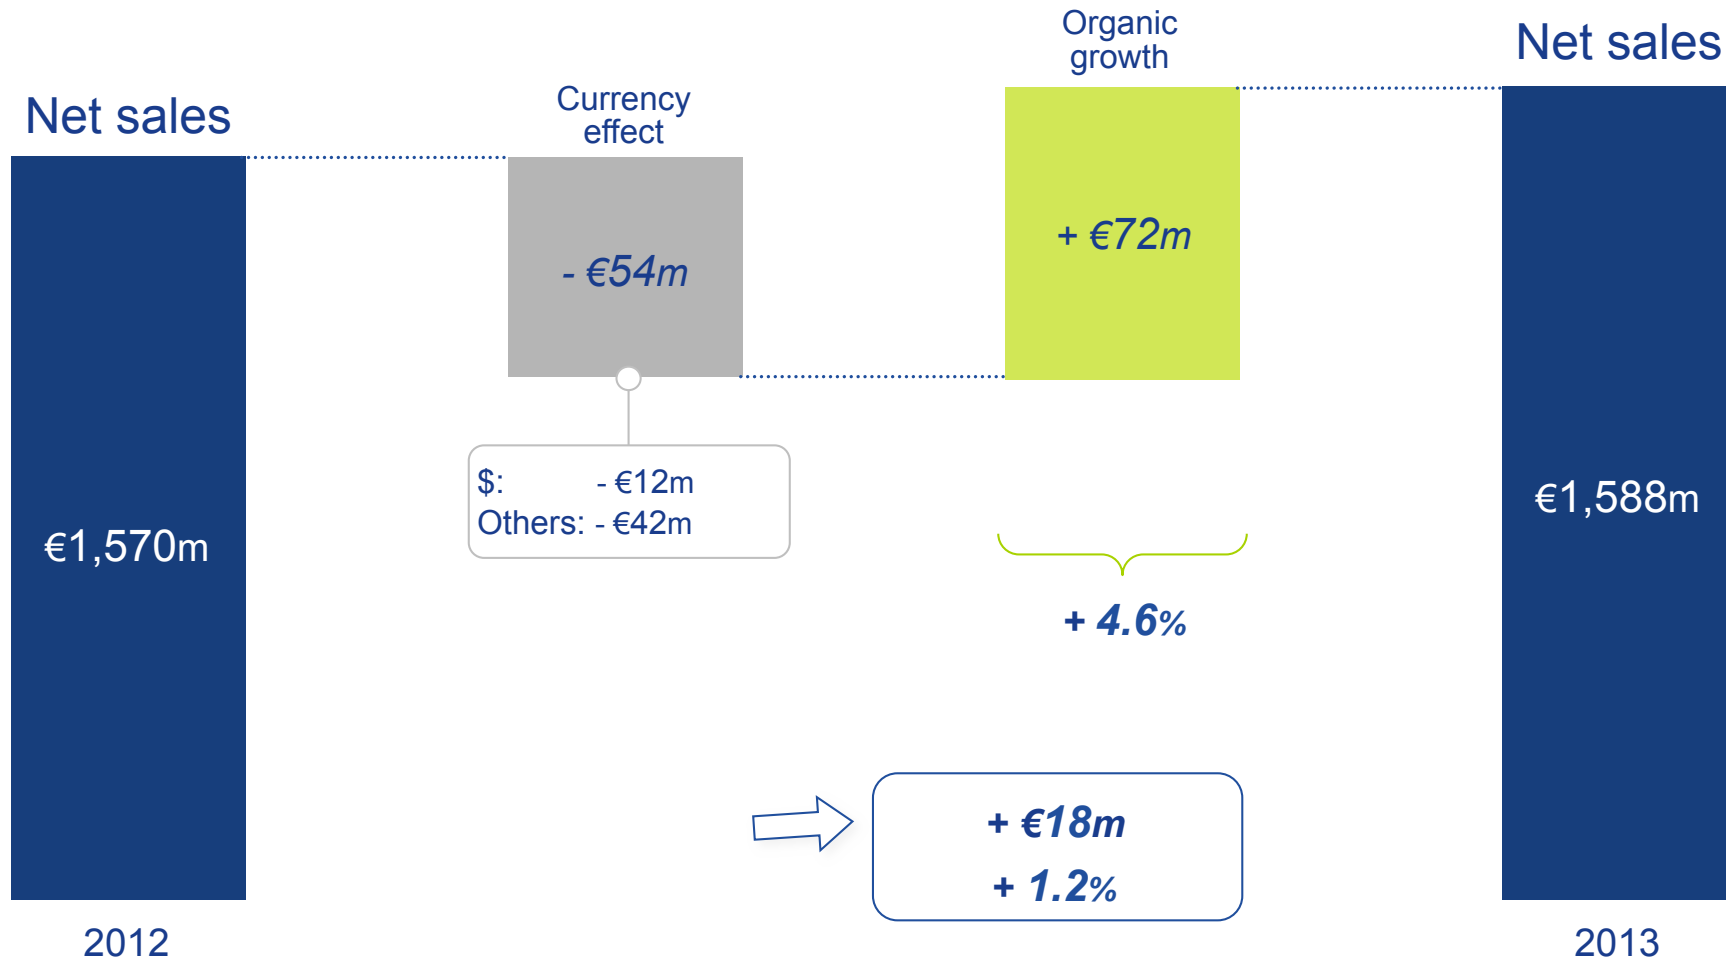 Net sales
€1,570m
2012
Currency
effect
- €54m
$: - €12m
Others: - €42m
Organic
growth
+ €72m
+ 4.6%
+ €18m
+ 1.2%
Net sales
€1,588m
2013